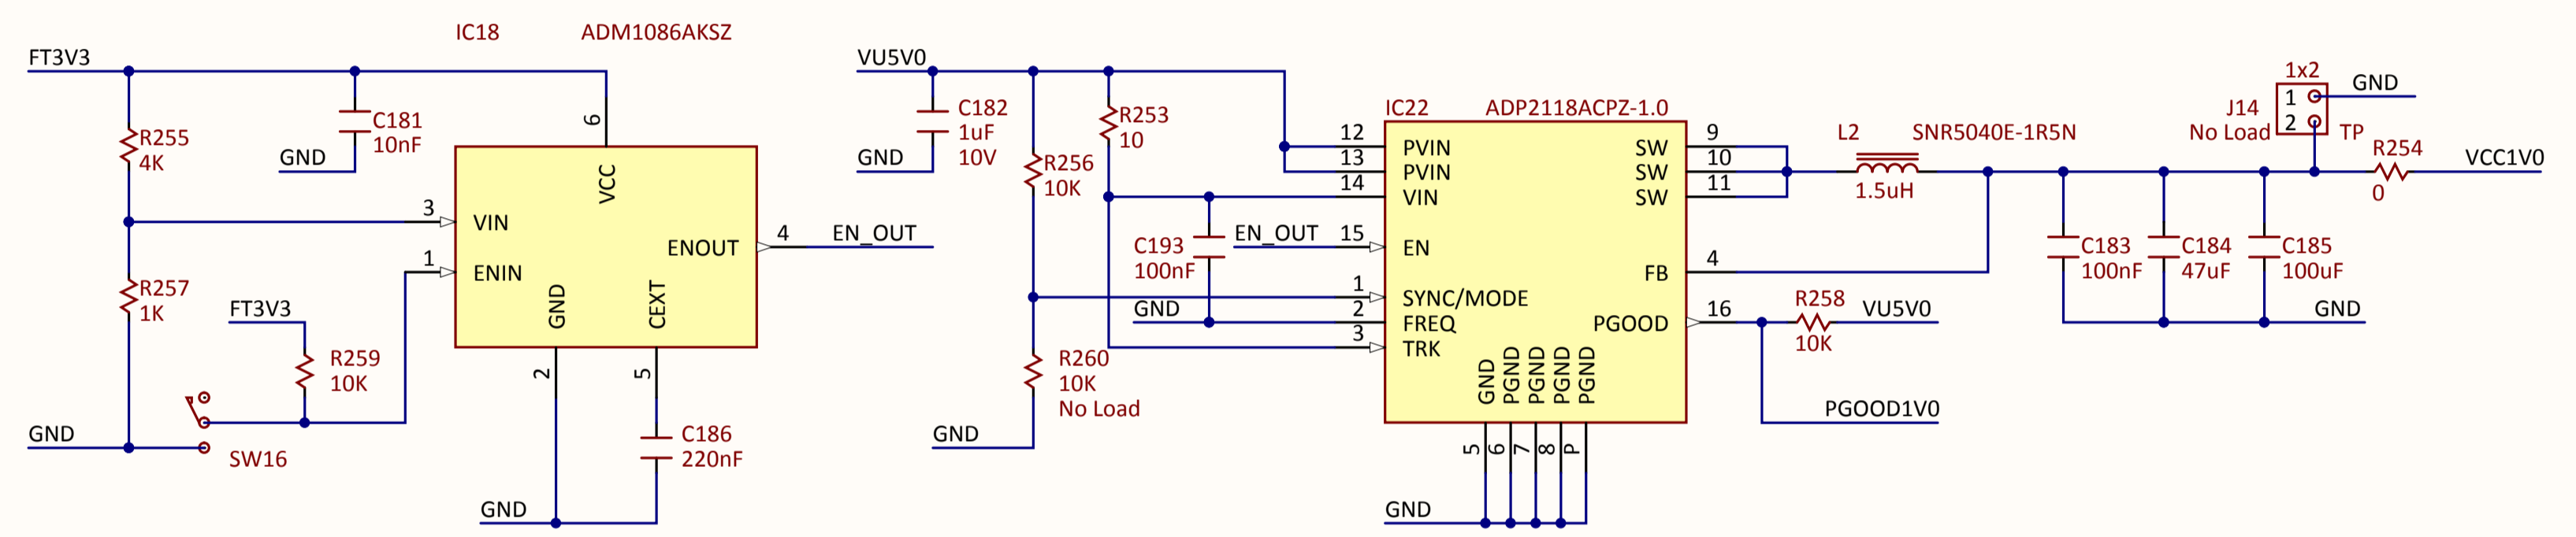 IC18 ADM1086AKSZ
FT3V3
R255
4K
C181
10nF
GND
6
VCC
3
VIN
1
ENIN
ENOUT
4
EN_OUT
GND
CEXT
2
5
R257
1K
FT3V3
R259
10K
GND
SW16
C186
220nF
GND
VU5V0
C182
1uF
10V
GND
R256
10K
R253
10
IC22 ADP2118ACPZ-1.0
12
PVIN
13
PVIN
14
VIN
C193
100nF
EN_OUT
15
EN
1
SYNC/MODE
GND
2
FREQ
3
TRK
R260
10K
No Load
GND
SW
9
SW
10
SW
11
FB
4
PGOOD
16
GND
PGND
PGND
PGND
PGND
5
6
7
8
P
GND
R258
10K
VU5V0
PGOOD1V0
L2 SNR5040E-1R5N
1.5uH
1x2
1
2
GND
J14
No Load
TP
R254
0
VCC1V0
C183
100nF
C184
47uF
C185
100uF
GND